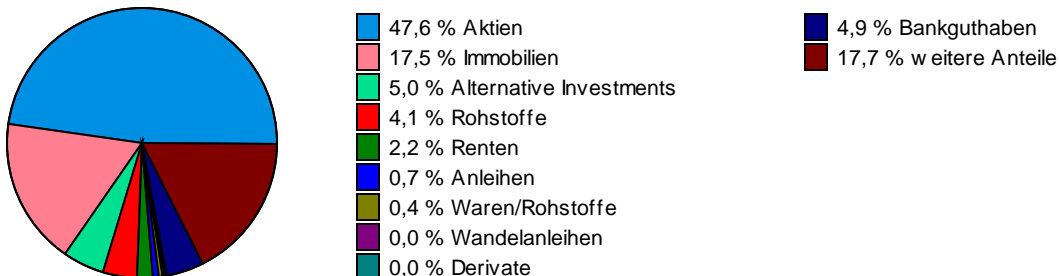 47,6 % Aktien
17,5 % Immobilien
5,0 % Alternative Investments
4,1 % Rohstoffe
2,2 % Renten
0,7 % Anleihen
0,4 % Waren/Rohstoffe
0,0 % Wandelanleihen
0,0 % Derivate
4,9 % Bankguthaben
17,7 % w eitere Anteile